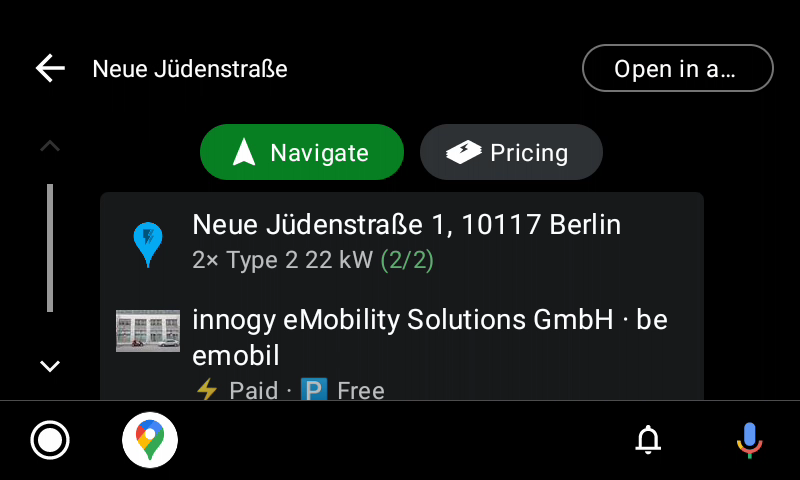 Neue Jüdenstraße
Open in a...
Navigate
Pricing
Neue Jüdenstraße 1, 10117 Berlin
2× Type 2 22 kW (2/2)
innogy eMobility Solutions GmbH · be
emobil
⚡ Paid · 🅿️ Free